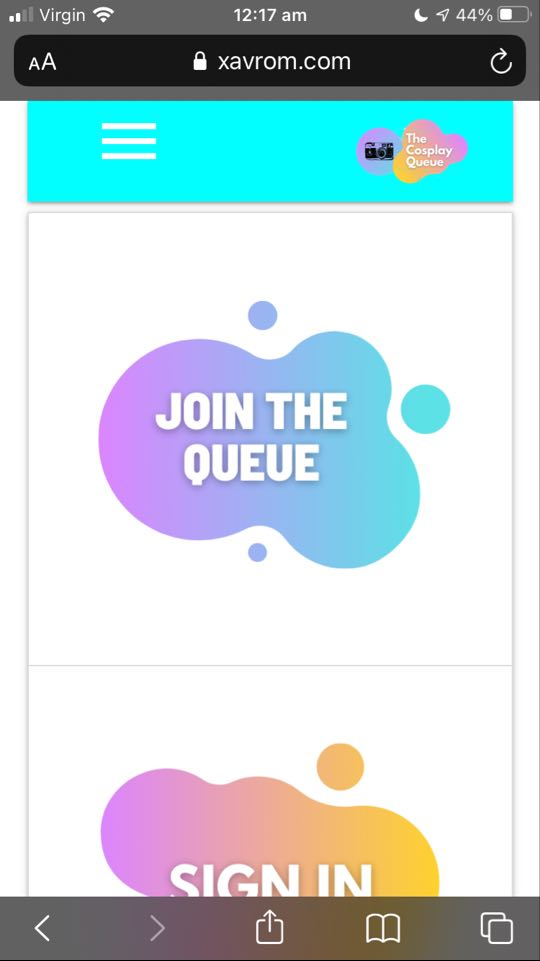 Virgin 12:17 am 44%
AA xavrom.com
The
Cosplay
Queue
JOIN THE
QUEUE
SIGN IN